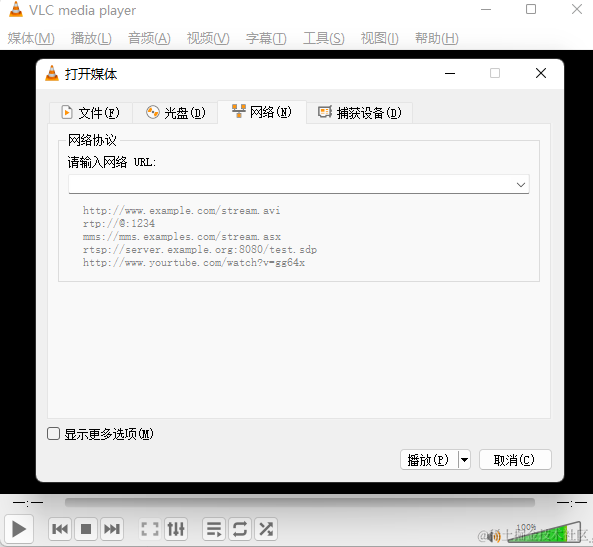 VLC media player
媒体(M) 播放(L) 音频(A) 视频(V) 字幕(T) 工具(S) 视图(I) 帮助(H)
打开媒体
文件(F) 光盘(D) 网络(N) 捕获设备(D)
网络协议
请输入网络 URL:
http://www.example.com/stream.avi
rtp://@:1234
mms://mms.examples.com/stream.asx
rtsp://server.example.org:8080/test.sdp
http://www.yourtube.com/watch?v=gg64x
显示更多选项(M)
播放(P) 取消(C)
--:-- --:--
100%
@稀土掘金技术社区